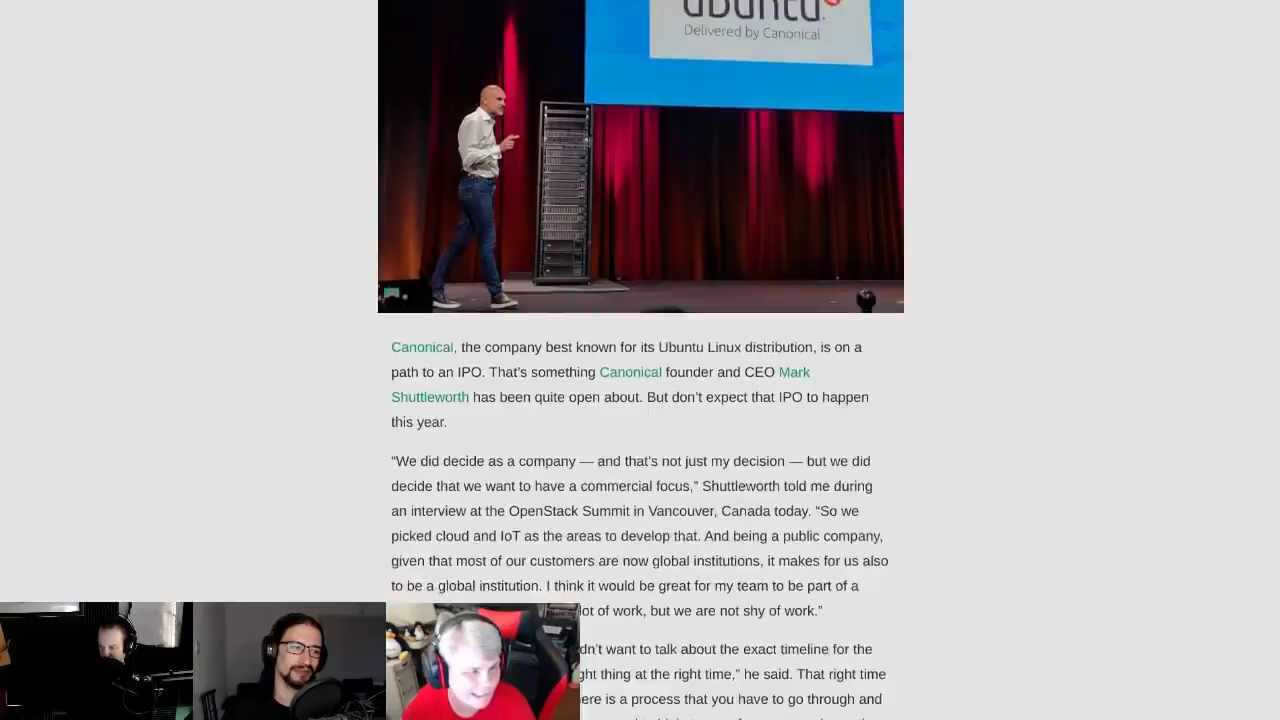 ubuntu
Delivered by Canonical
Canonical, the company best known for its Ubuntu Linux distribution, is on a
path to an IPO. That’s something Canonical founder and CEO Mark
Shuttleworth has been quite open about. But don’t expect that IPO to happen
this year.
“We did decide as a company — and that’s not just my decision — but we did
decide that we want to have a commercial focus,” Shuttleworth told me during
an interview at the OpenStack Summit in Vancouver, Canada today. “So we
picked cloud and IoT as the areas to develop that. And being a public company,
given that most of our customers are now global institutions, it makes for us also
to be a global institution. I think it would be great for my team to be part of a
lot of work, but we are not shy of work.”
dn’t want to talk about the exact timeline for the
ght thing at the right time,” he said. That right time
ere is a process that you have to go through and